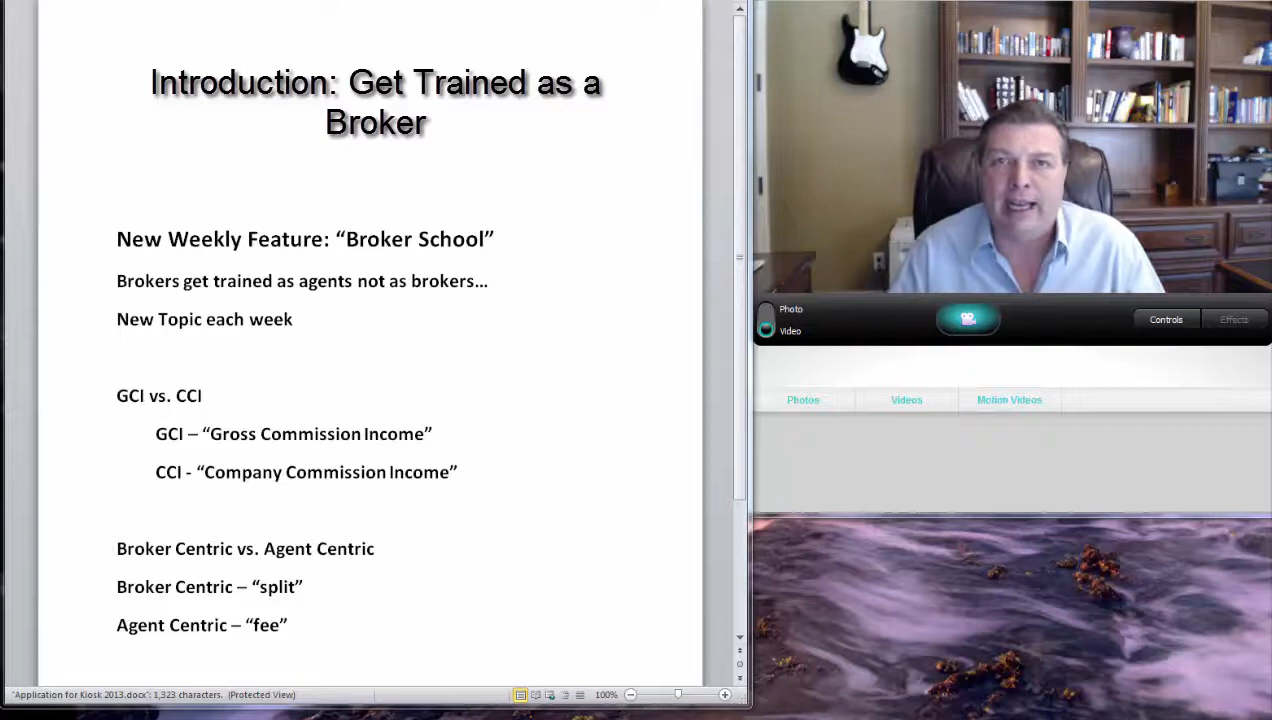 Introduction: Get Trained as a
Broker
New Weekly Feature: “Broker School”
Brokers get trained as agents not as brokers…
New Topic each week
GCI vs. CCI
GCI – “Gross Commission Income”
CCI - “Company Commission Income”
Broker Centric vs. Agent Centric
Broker Centric – “split”
Agent Centric – “fee”
"Application for Kiosk 2013.docx": 1,323 characters. (Protected View)
100%
Photo
Video
Controls
Effects
Photos
Videos
Motion Videos